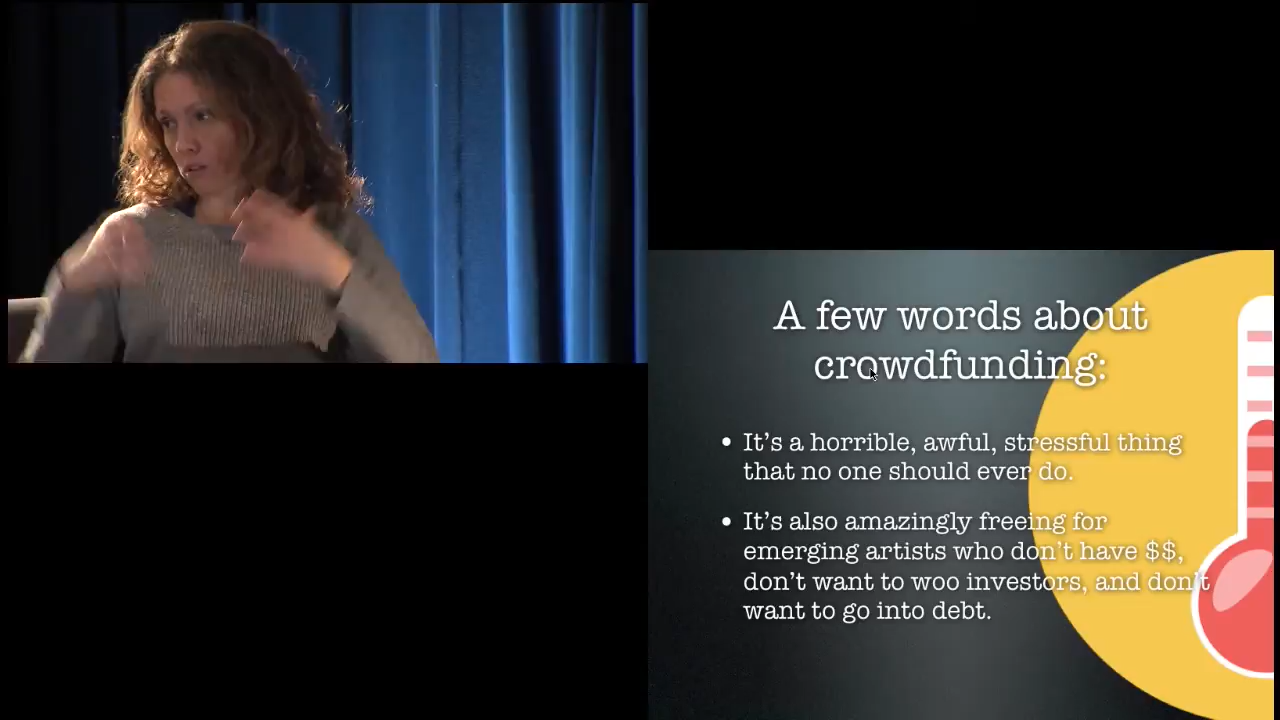 A few words about
crowdfunding:
• It's a horrible, awful, stressful thing
that no one should ever do.
• It's also amazingly freeing for
emerging artists who don't have $$,
don't want to woo investors, and don't
want to go into debt.